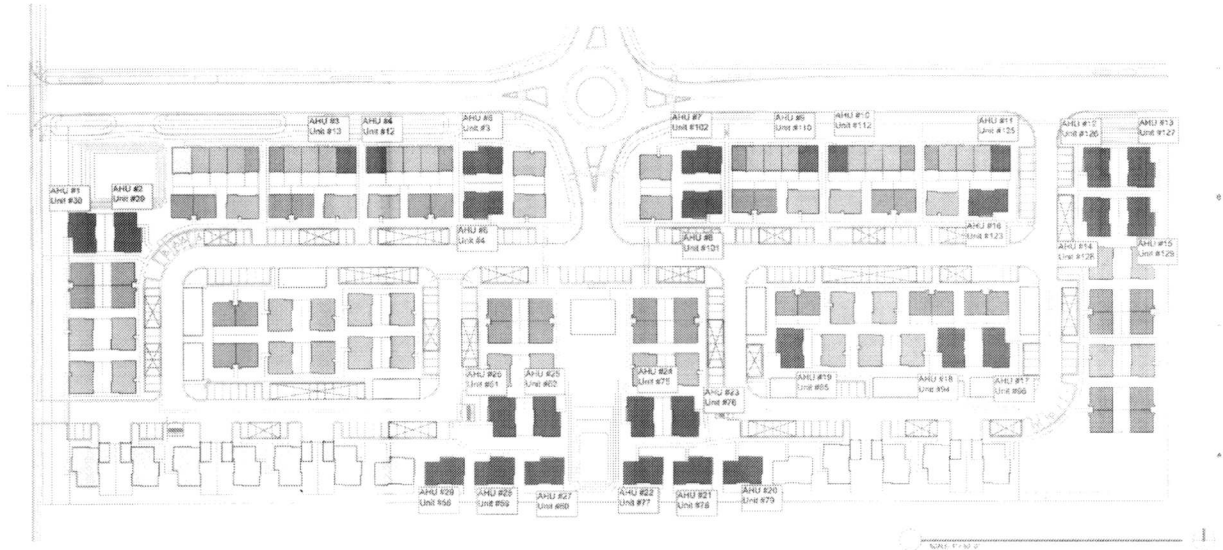 AHU #3
Unit #13
AHU #4
Unit #12
AHU #5
Unit #3
AHU #7
Unit #102
AHU #9
Unit #110
AHU #10
Unit #112
AHU #11
Unit #125
AHU #12
Unit #126
AHU #13
Unit #127
AHU #1
Unit #30
AHU #2
Unit #29
AHU #6
Unit #4
AHU #8
Unit #101
AHU #16
Unit #123
AHU #14
Unit #128
AHU #15
Unit #129
AHU #26
Unit #61
AHU #25
Unit #62
AHU #24
Unit #75
AHU #23
Unit #76
AHU #19
Unit #85
AHU #18
Unit #94
AHU #17
Unit #96
AHU #29
Unit #58
AHU #28
Unit #59
AHU #27
Unit #60
AHU #22
Unit #77
AHU #21
Unit #78
AHU #20
Unit #79